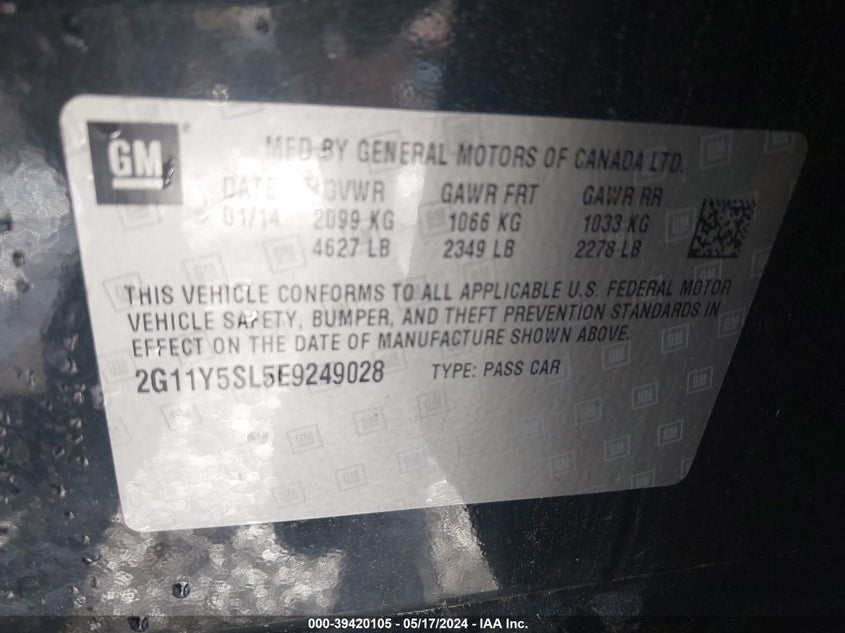 GM®
MFD BY GENERAL MOTORS OF CANADA LTD.
DATE GVWR GAWR FRT GAWR RR
01/14 2099 KG 1066 KG 1033 KG
4627 LB 2349 LB 2278 LB
THIS VEHICLE CONFORMS TO ALL APPLICABLE U.S. FEDERAL MOTOR
VEHICLE SAFETY, BUMPER, AND THEFT PREVENTION STANDARDS IN
EFFECT ON THE DATE OF MANUFACTURE SHOWN ABOVE.
2G11Y5SL5E9249028 TYPE: PASS CAR
000-39420105 - 05/17/2024 - IAA Inc.